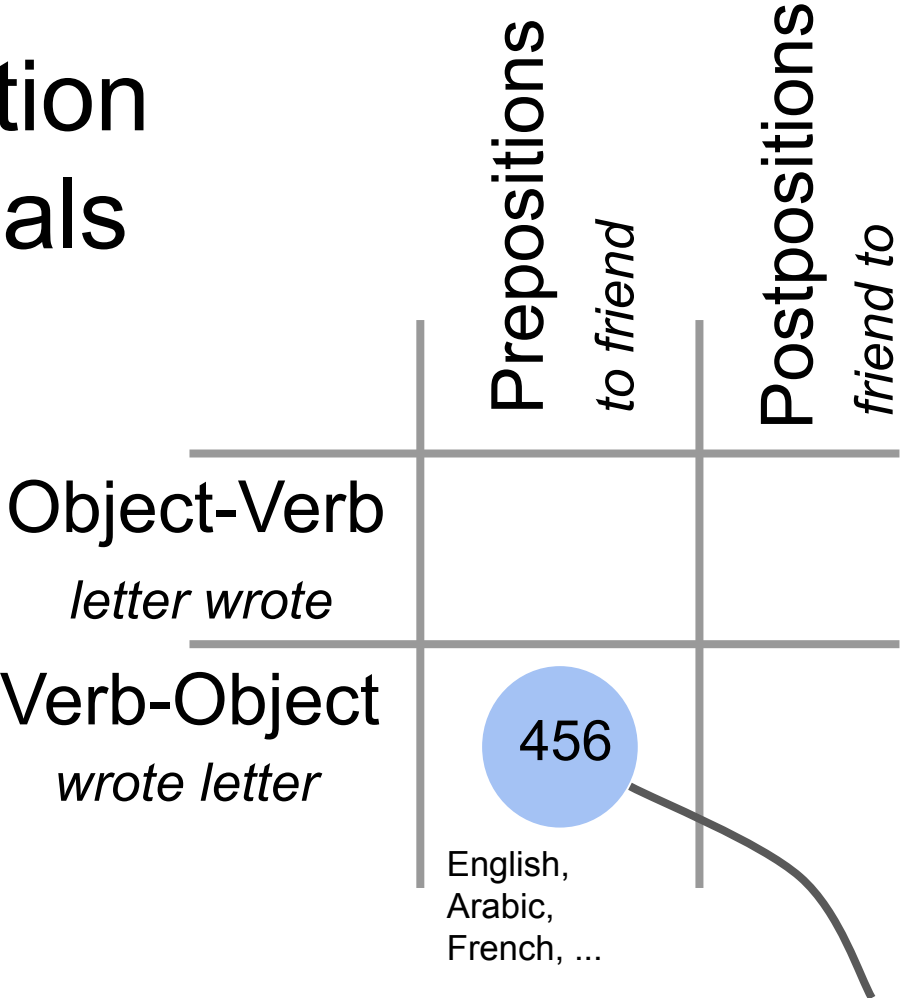 tion
als
Prepositions
to friend
Postpositions
friend to
Object-Verb
letter wrote
Verb-Object
wrote letter
456
English,
Arabic,
French, ...